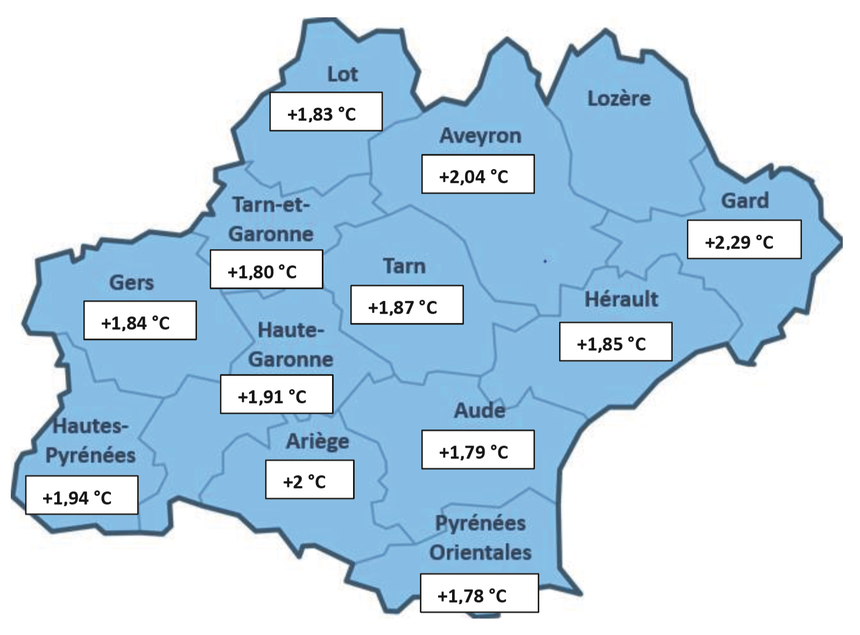 Lot
+1,83 °C
Lozère
Aveyron
+2,04 °C
Gard
+2,29 °C
Tarn-et-
Garonne
+1,80 °C
Tarn
+1,87 °C
Gers
+1,84 °C
Hérault
+1,85 °C
Haute-
Garonne
+1,91 °C
Aude
+1,79 °C
Ariège
+2 °C
Hautes-
Pyrénées
+1,94 °C
Pyrénées
Orientales
+1,78 °C